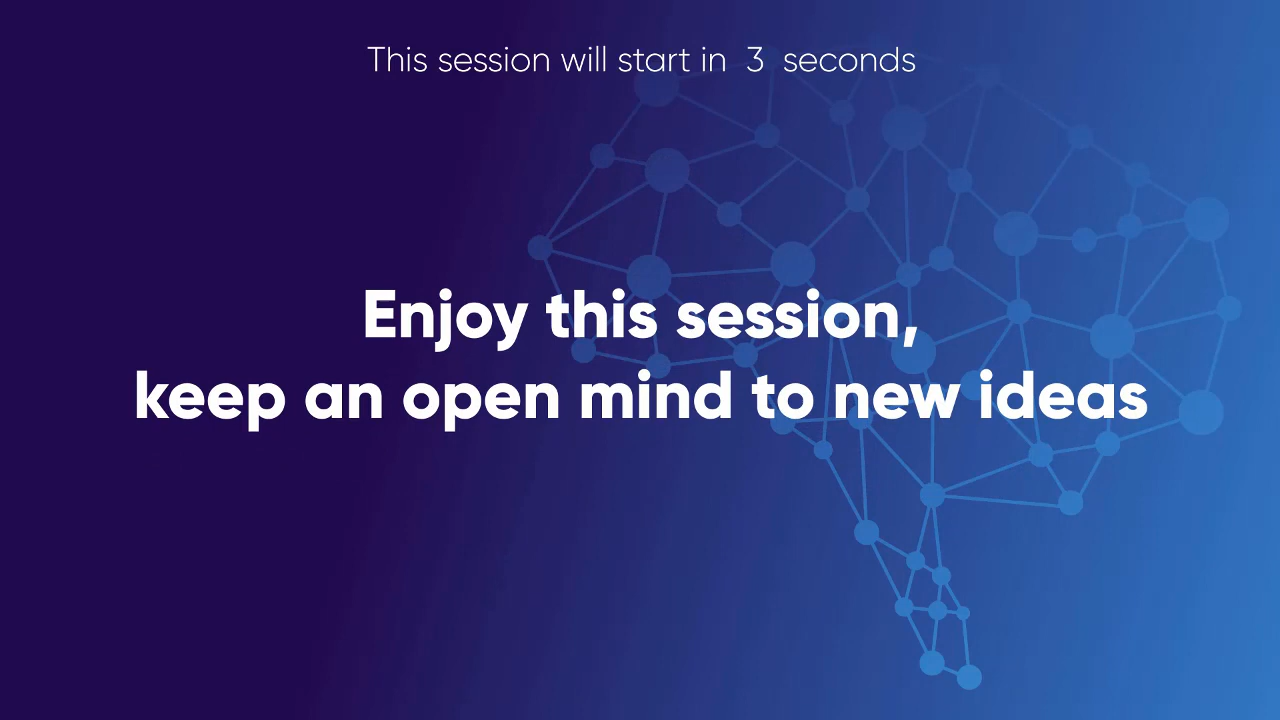 This session will start in 3 seconds
Enjoy this session,
keep an open mind to new ideas